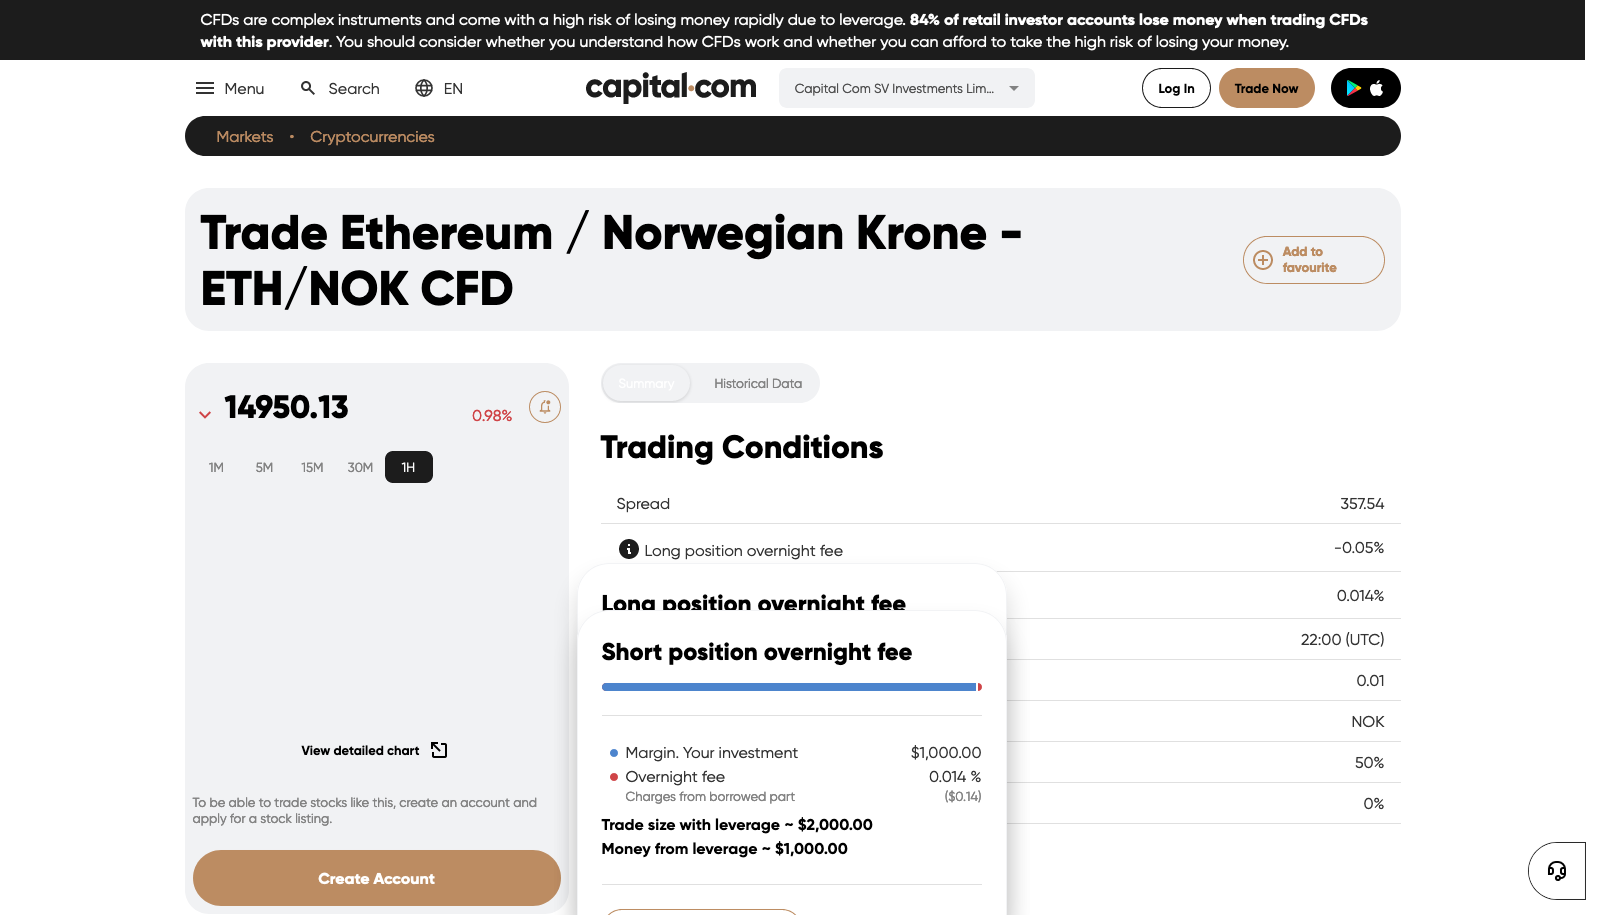 CFDs are complex instruments and come with a high risk of losing money rapidly due to leverage. 84% of retail investor accounts lose money when trading CFDs
with this provider. You should consider whether you understand how CFDs work and whether you can afford to take the high risk of losing your money.
Menu
Search
EN
capital.com
Capital Com SV Investments Lim...
Log In
Trade Now
Markets • Cryptocurrencies
Trade Ethereum / Norwegian Krone -
ETH/NOK CFD
Add to
favourite
14950.13
0.98%
1M 5M 15M 30M 1H
View detailed chart
To be able to trade stocks like this, create an account and
apply for a stock listing.
Create Account
Summary
Historical Data
Trading Conditions
Spread 357.54
Long position overnight fee -0.05%
0.014%
22:00 (UTC)
0.01
NOK
50%
0%
Long position overnight fee
Short position overnight fee
Margin. Your investment $1,000.00
Overnight fee 0.014 %
Charges from borrowed part ($0.14)
Trade size with leverage ~ $2,000.00
Money from leverage ~ $1,000.00